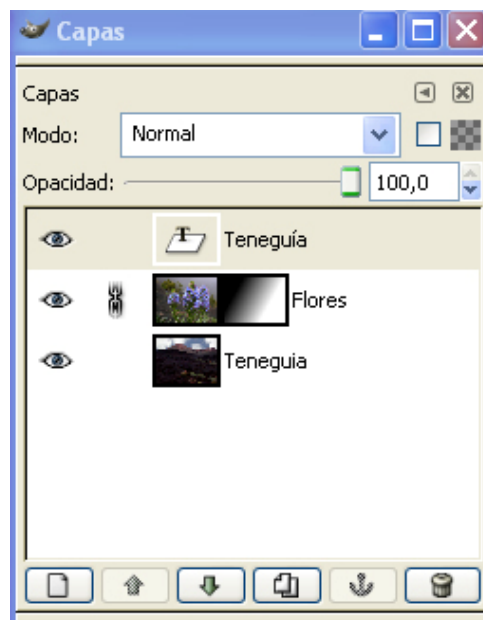 Capas
Capas
Modo: Normal
Opacidad: 100,0
T Teneguía
Flores
Teneguia